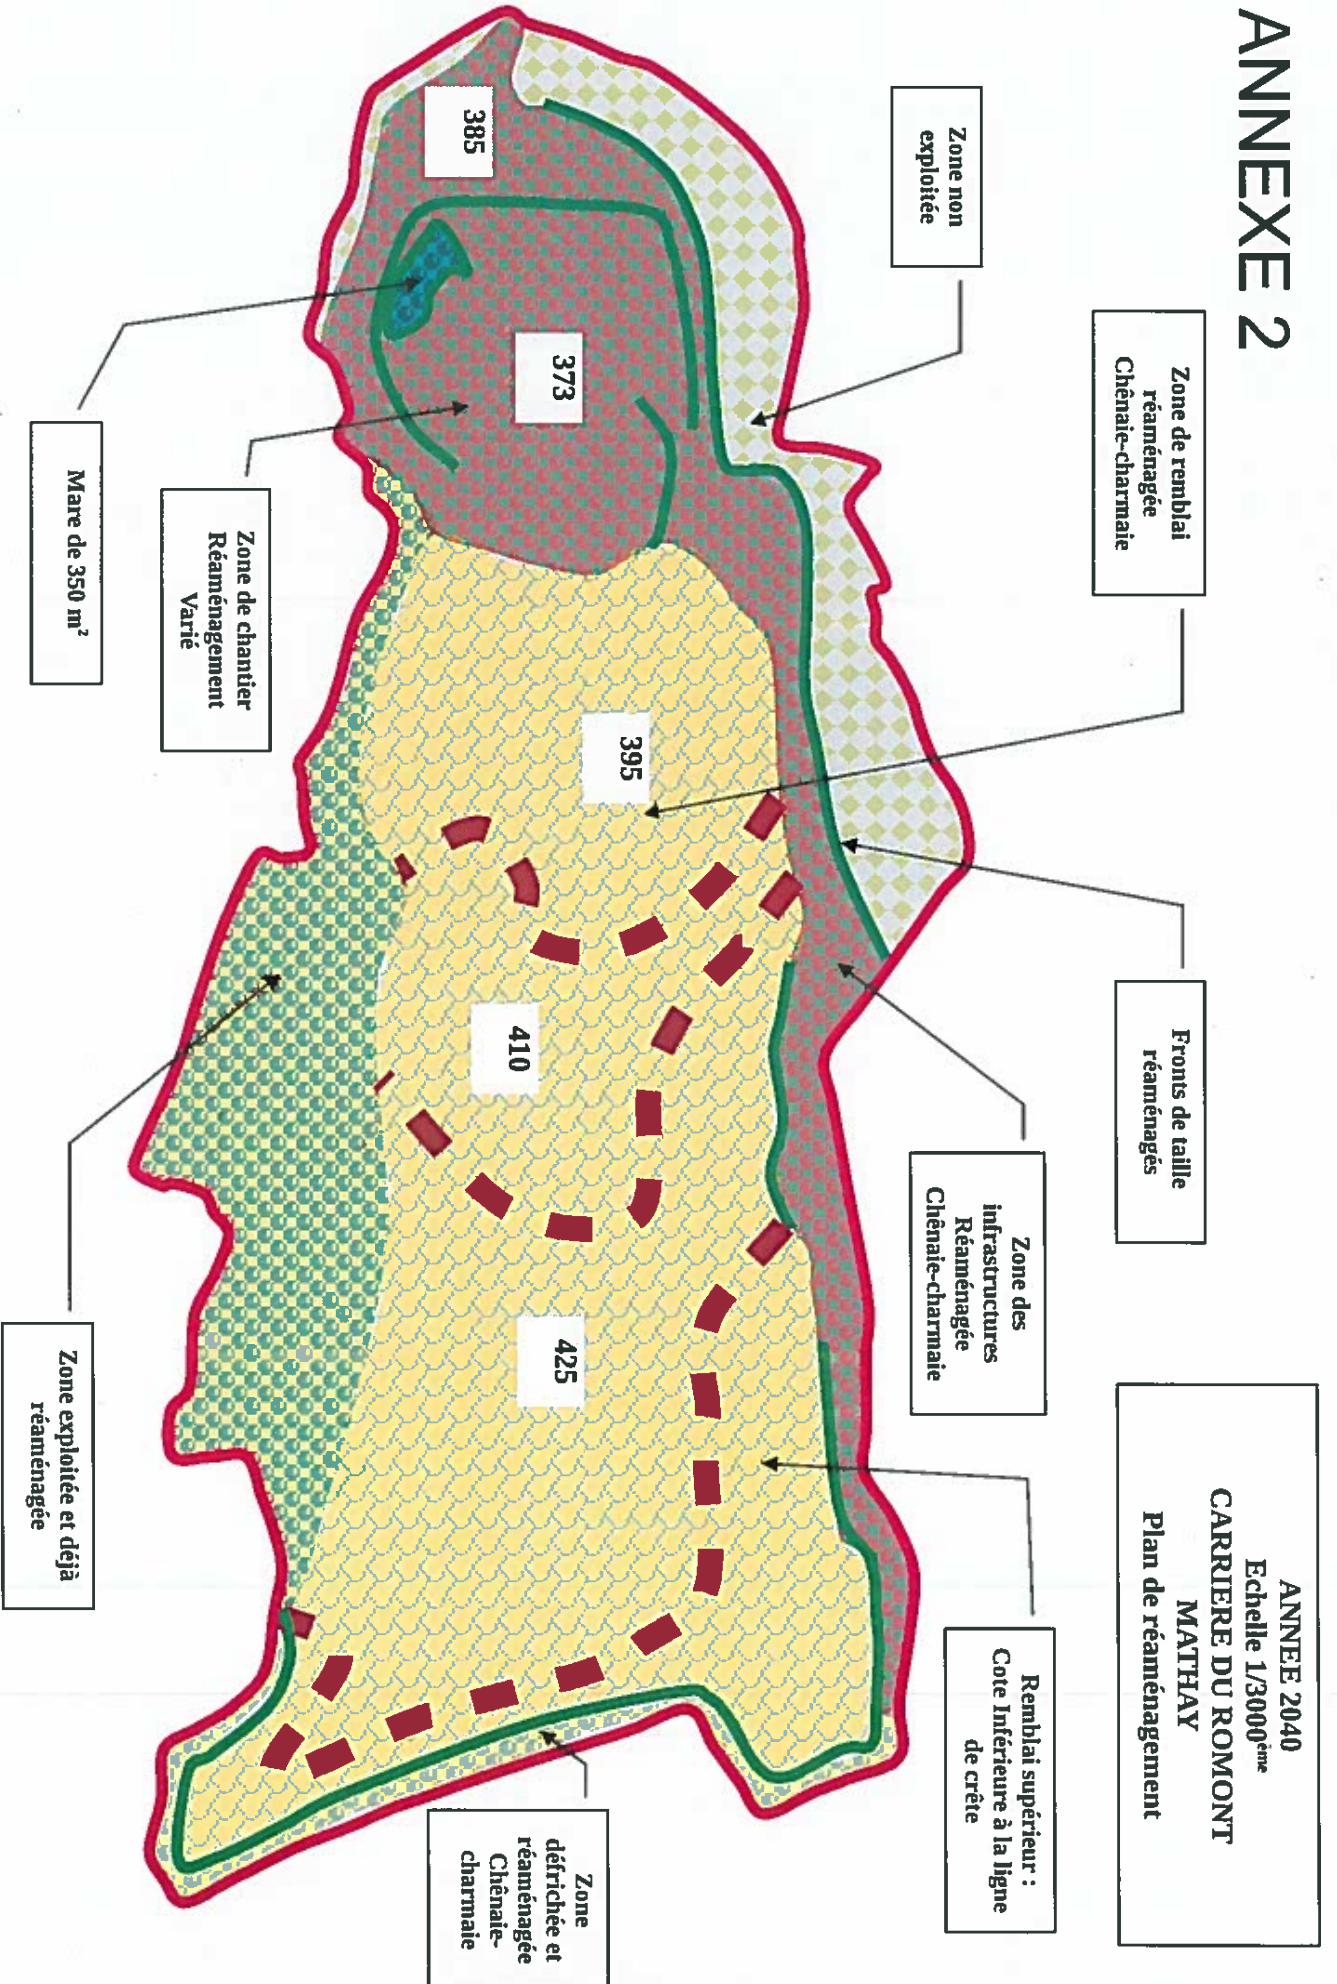 ANNEXE 2
ANNEE 2040
Echelle 1/3000ème
CARRIERE DU ROMONT
MATHAY
Plan de réaménagement
Zone de remblai
réaménagée
Chênaie-charmaie
Fronts de taille
réaménagés
Zone non
exploitée
Zone des
infrastructures
Réaménagée
Chênaie-charmaie
Remblai supérieur :
Cote Inférieure à la ligne
de crête
385
373
395
410
425
Zone
défrichée et
réaménagée
Chênaie-
charmaie
Zone de chantier
Réaménagement
Varié
Mare de 350 m²
Zone exploitée et déjà
réaménagée